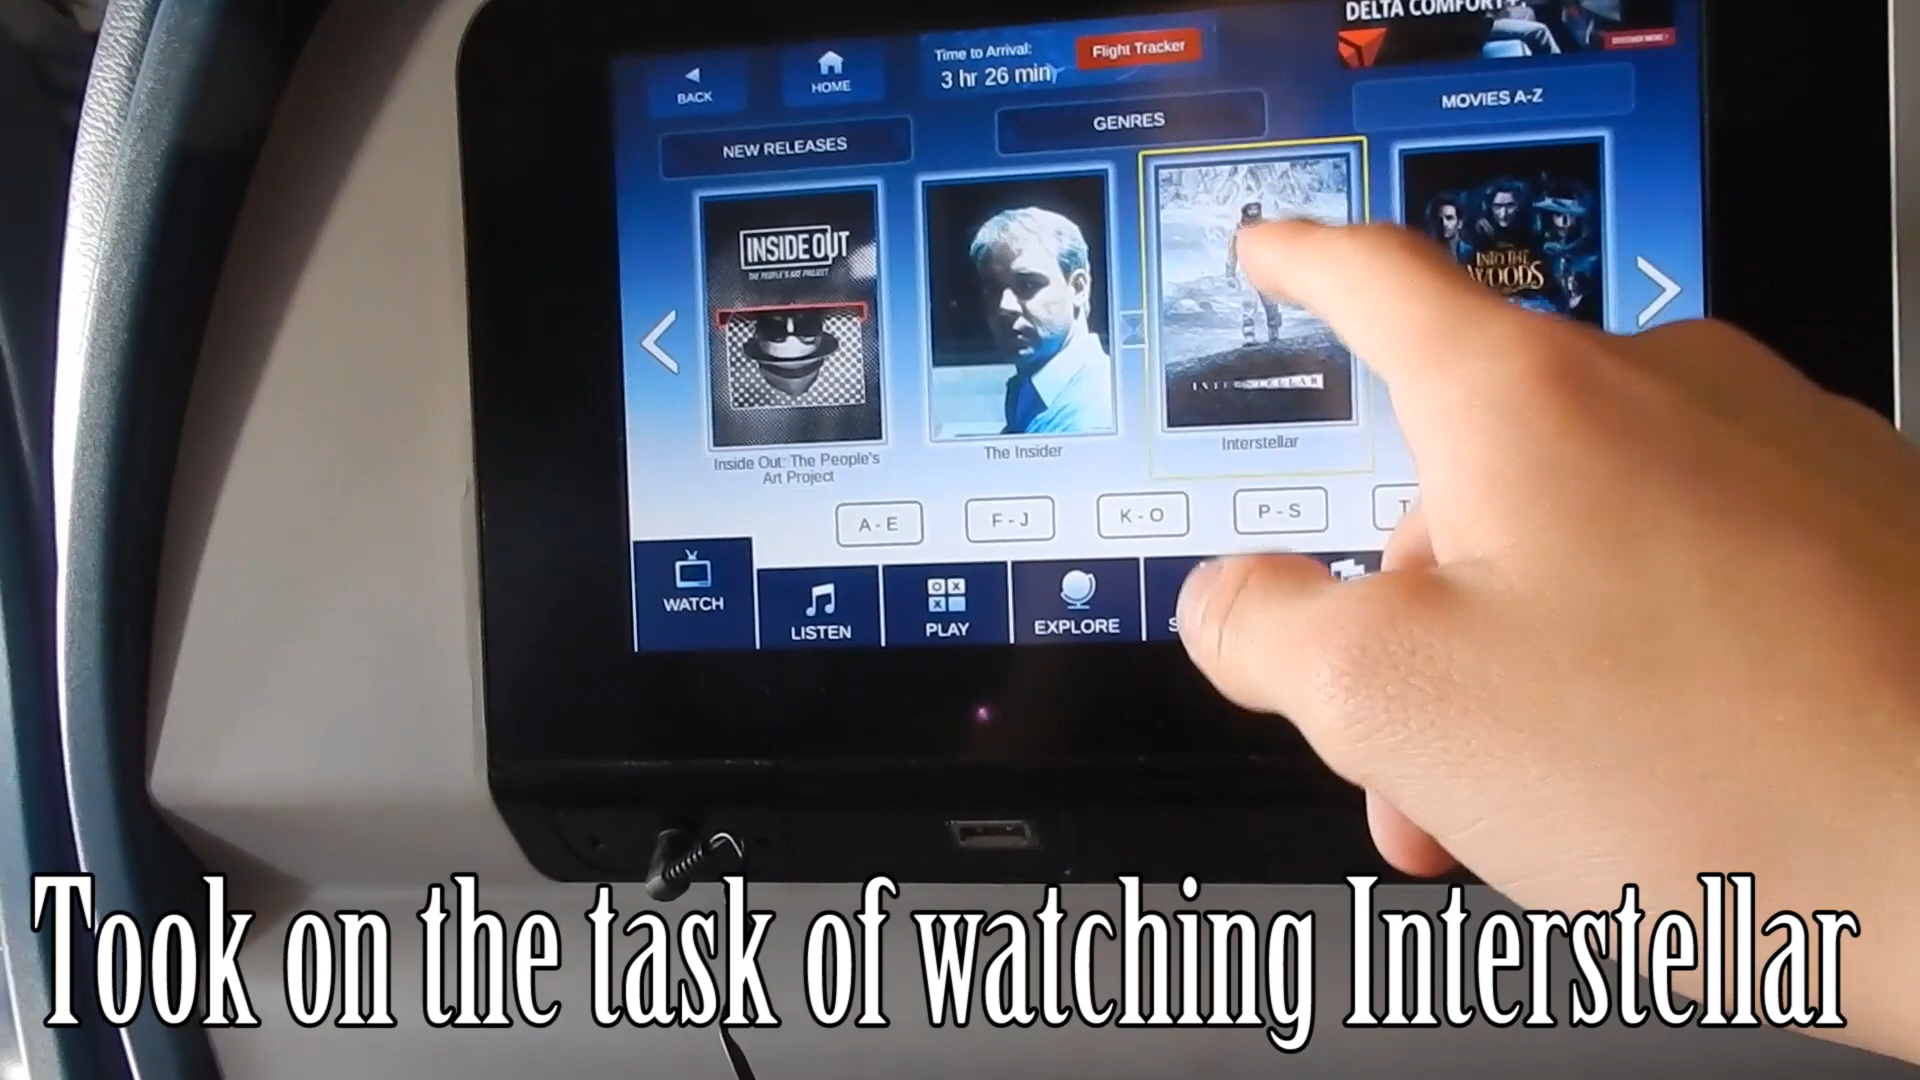 DELTA COMFORT+.
DISCOVER MORE >
BACK
HOME
Time to Arrival:
3 hr 26 min
Flight Tracker
NEW RELEASES
GENRES
MOVIES A-Z
INSIDE OUT
THE PEOPLE'S ART PROJECT
INTERSTELLAR
INTO THE
WOODS
Inside Out: The People's
Art Project
The Insider
Interstellar
A - E
F - J
K - O
P - S
T
WATCH
LISTEN
PLAY
EXPLORE
S
Took on the task of watching Interstellar